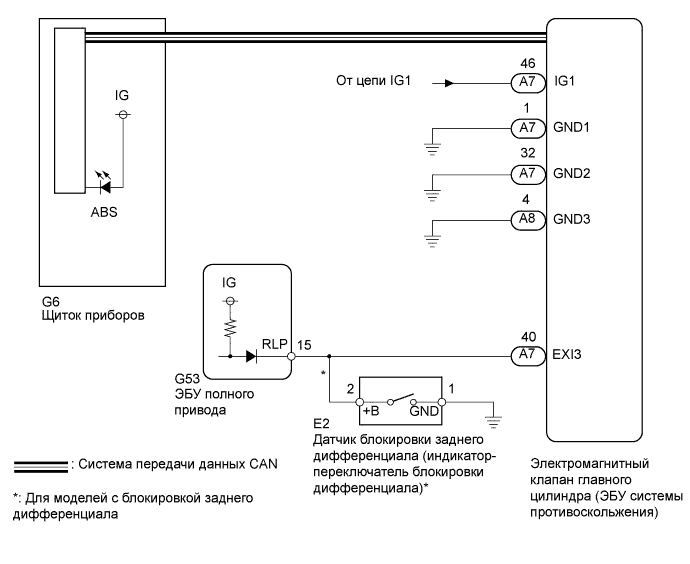 IG
ABS
G6
Щиток приборов
От цепи IG1
46
A7
IG1
1
A7
GND1
32
A7
GND2
4
A8
GND3
IG
RLP
15
G53
ЭБУ полного
привода
40
A7
EXI3
*
2
1
+B
GND
E2
Датчик блокировки заднего
дифференциала (индикатор-
переключатель блокировки
дифференциала)*
: Система передачи данных CAN
*: Для моделей с блокировкой заднего
дифференциала
Электромагнитный
клапан главного
цилиндра (ЭБУ системы
противоскольжения)